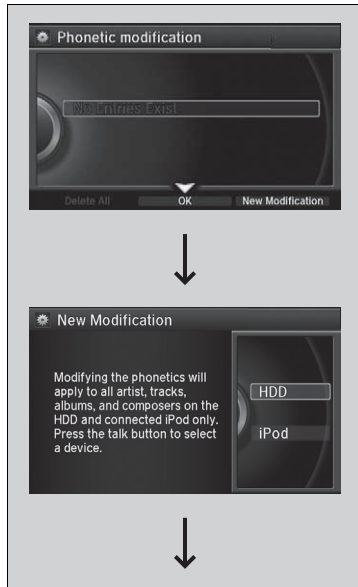 Phonetic modification
No Entries Exist
Delete All
OK
New Modification
New Modification
Modifying the phonetics will
apply to all artist, tracks,
albums, and composers on the
HDD and connected iPod only.
Press the talk button to select
a device.
HDD
iPod